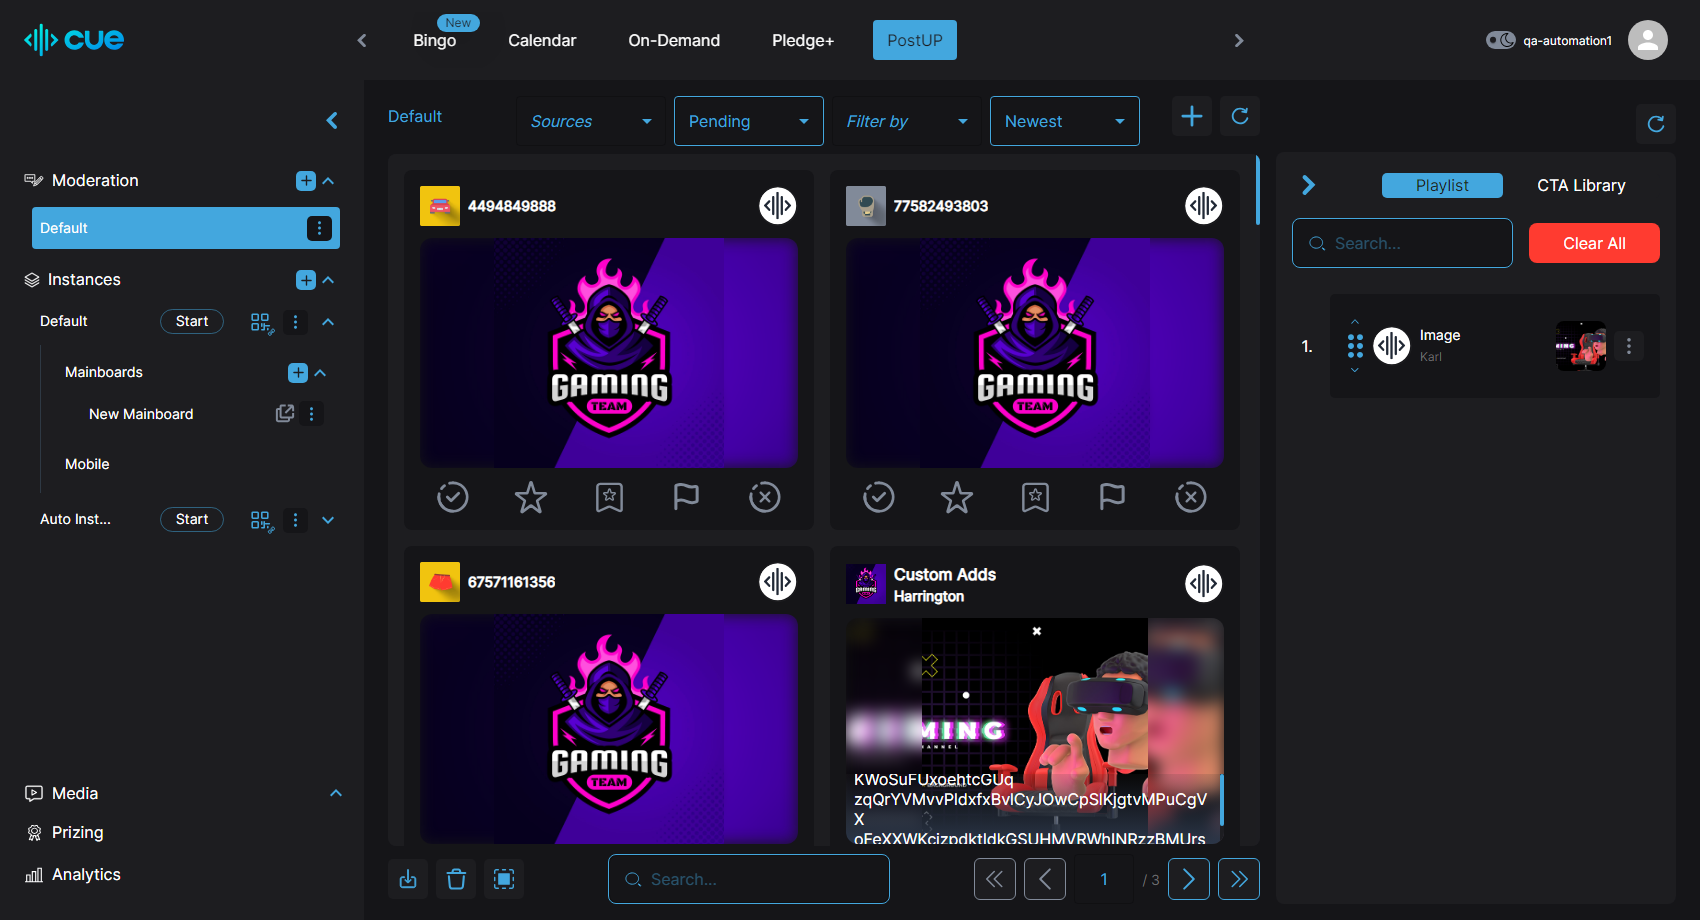 cue
New
Bingo
Calendar
On-Demand
Pledge+
PostUP
qa-automation1
Default
Sources
Pending
Filter by
Newest
Moderation
Default
Instances
Default
Start
Mainboards
New Mainboard
Mobile
Auto Inst...
Start
Media
Prizing
Analytics
4494849888
GAMING
TEAM
77582493803
GAMING
TEAM
67571161356
GAMING
TEAM
Custom Adds
Harrington
GAMING
MING
HANNEL
KWoSuFUxoehtcGUq
zqQrYVMvvPldxfxBvlCyJOwCpSlKjgtvMPuCgV
X
Search...
1
/ 3
Playlist
CTA Library
Search...
Clear All
1.
Image
Karl
MING